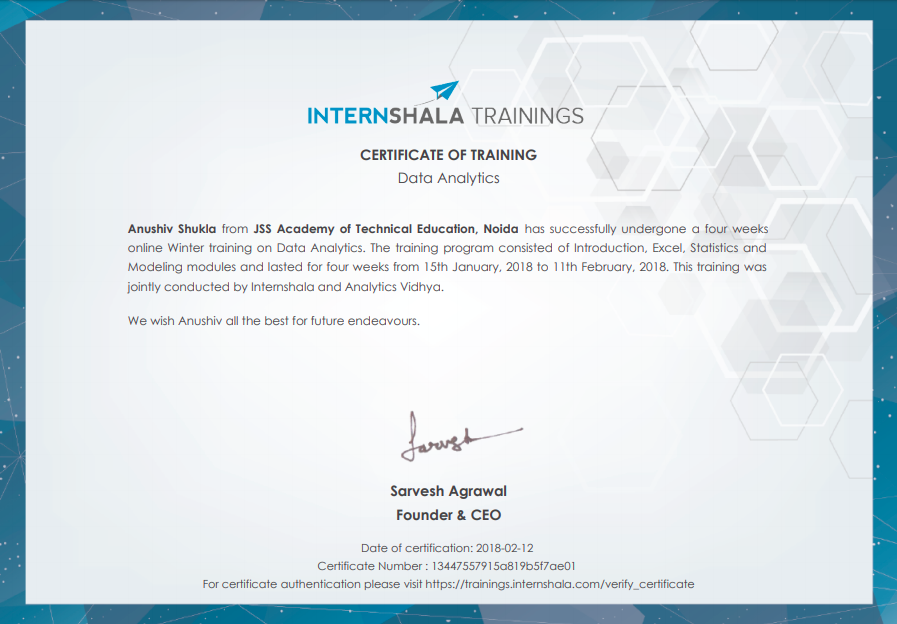 INTERNSHALA TRAININGS
CERTIFICATE OF TRAINING
Data Analytics
Anushiv Shukla from JSS Academy of Technical Education, Noida has successfully undergone a four weeks
online Winter training on Data Analytics. The training program consisted of Introduction, Excel, Statistics and
Modeling modules and lasted for four weeks from 15th January, 2018 to 11th February, 2018. This training was
jointly conducted by Internshala and Analytics Vidhya.
We wish Anushiv all the best for future endeavours.
Sarvesh
Sarvesh Agrawal
Founder & CEO
Date of certification: 2018-02-12
Certificate Number : 13447557915a819b5f7ae01
For certificate authentication please visit https://trainings.internshala.com/verify_certificate